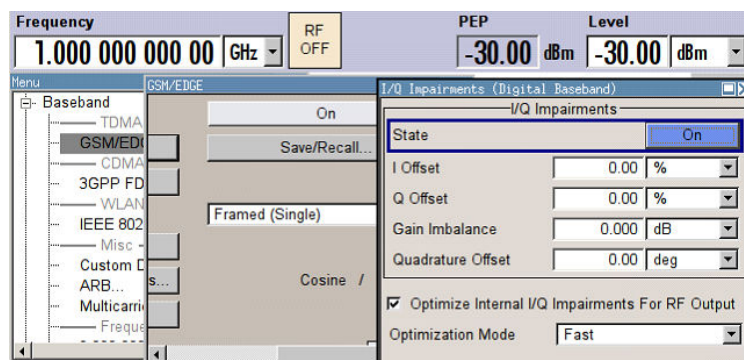 Frequency
1.000 000 000 00 GHz
RF OFF
PEP
-30.00 dBm
Level
-30.00 dBm
Menu
Baseband
TDMA
GSM/EDG
CDMA
3GPP FD
WLAN
IEEE 802
Misc
Custom D
ARB...
Multicarri
Freque
GSM/EDGE
On
Save/Recall...
Framed (Single)
s...
Cosine /
I/Q Impairments (Digital Baseband)
I/Q Impairments
State On
I Offset 0.00 %
Q Offset 0.00 %
Gain Imbalance 0.000 dB
Quadrature Offset 0.00 deg
Optimize Internal I/Q Impairments For RF Output
Optimization Mode Fast